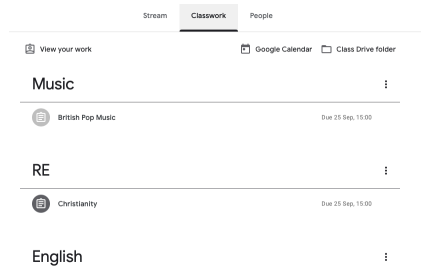 Stream Classwork People
View your work Google Calendar Class Drive folder
Music
British Pop Music Due 25 Sep, 15:00
RE
Christianity Due 25 Sep, 15:00
English